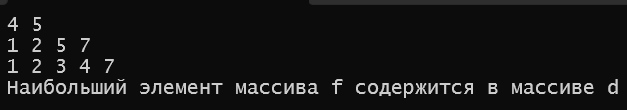 4 5
1 2 5 7
1 2 3 4 7
Наибольший элемент массива f содержится в массиве d